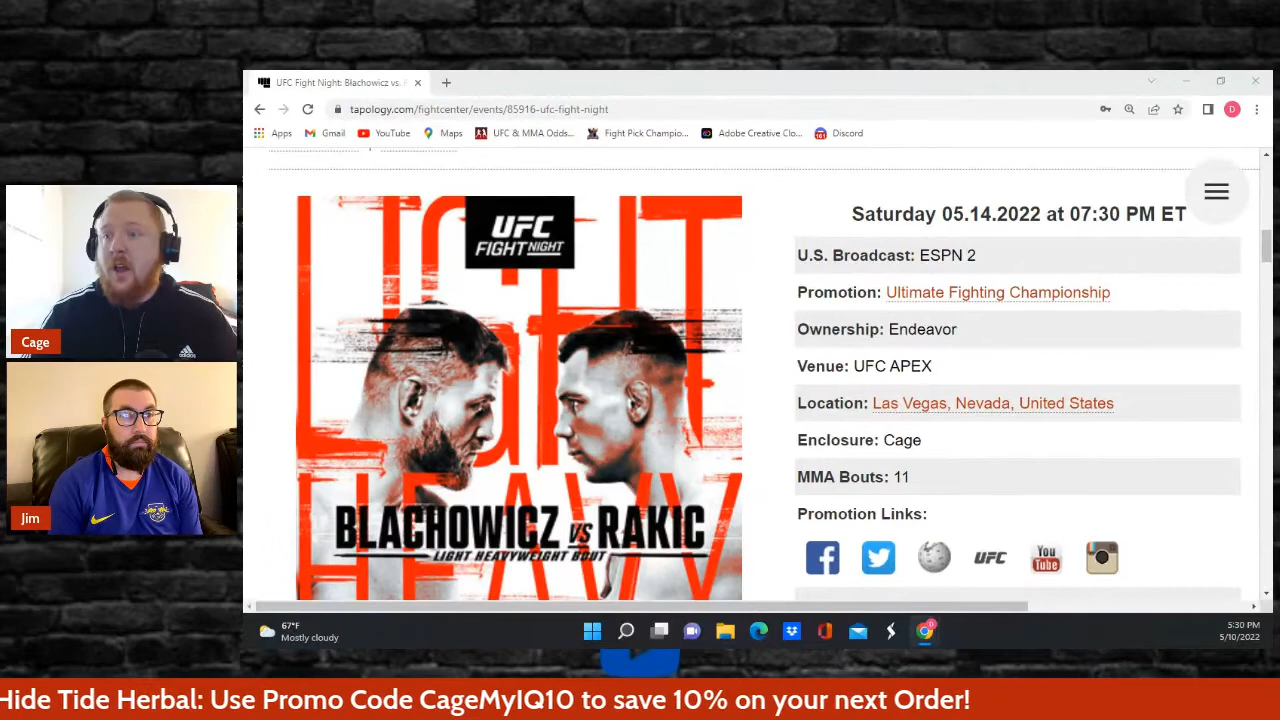 UFC Fight Night: Błachowicz vs.
tapology.com/fightcenter/events/85916-ufc-fight-night
D
Apps
Gmail
YouTube
Maps
UFC & MMA Odds...
Fight Pick Champio...
Adobe Creative Clo...
Discord
LIGHT
HEAVY
UFC
FIGHT NIGHT
BLACHOWICZ VS RAKIC
LIGHT HEAVYWEIGHT BOUT
Saturday 05.14.2022 at 07:30 PM ET
U.S. Broadcast: ESPN 2
Promotion: Ultimate Fighting Championship
Ownership: Endeavor
Venue: UFC APEX
Location: Las Vegas, Nevada, United States
Enclosure: Cage
MMA Bouts: 11
Promotion Links:
UFC
You
Tube
Cage
Jim
67°F
Mostly cloudy
5:30 PM
5/10/2022
Hide Tide Herbal: Use Promo Code CageMyIQ10 to save 10% on your next Order!